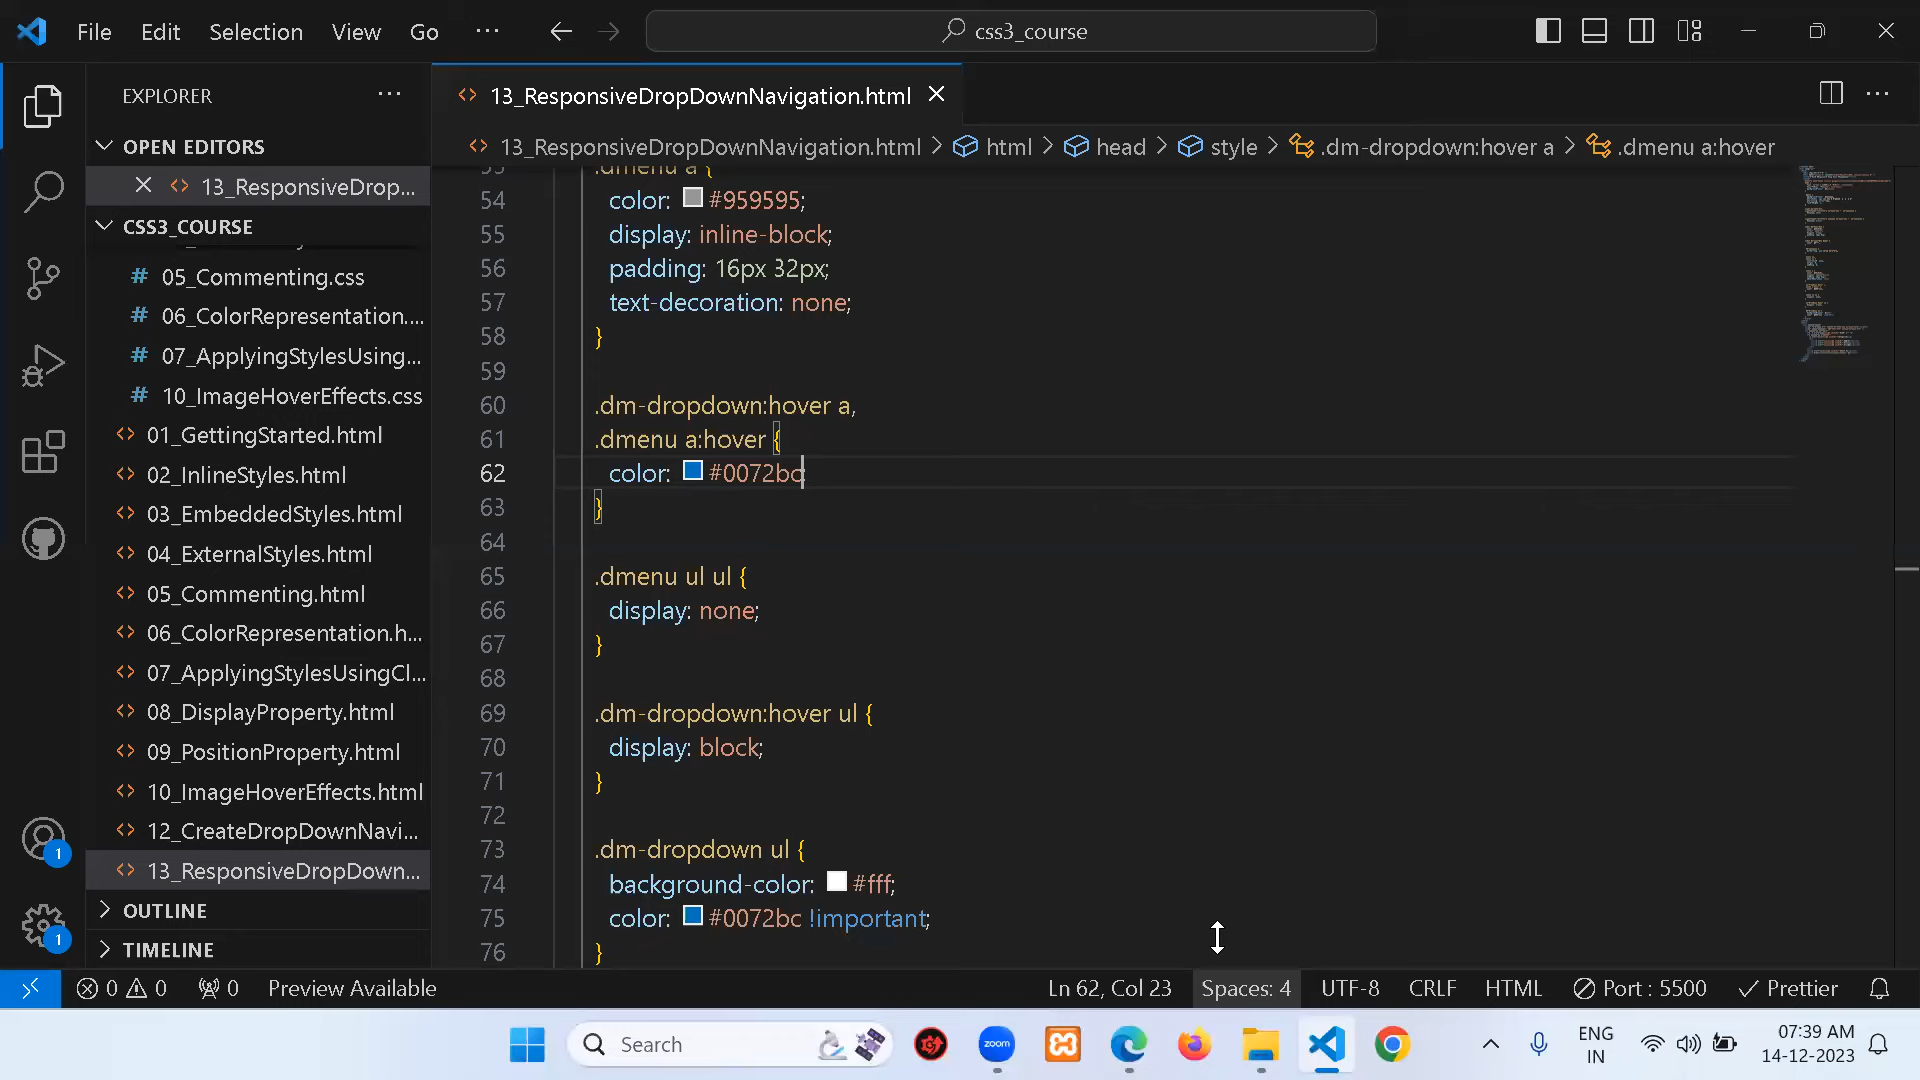 File Edit Selection View Go ··· css3_course
EXPLORER ···
OPEN EDITORS
13_ResponsiveDrop...
CSS3_COURSE
05_Commenting.css
06_ColorRepresentation....
07_ApplyingStylesUsing...
10_ImageHoverEffects.css
01_GettingStarted.html
02_InlineStyles.html
03_EmbeddedStyles.html
04_ExternalStyles.html
05_Commenting.html
06_ColorRepresentation.h...
07_ApplyingStylesUsingCl...
08_DisplayProperty.html
09_PositionProperty.html
10_ImageHoverEffects.html
12_CreateDropDownNavi...
13_ResponsiveDropDown...
OUTLINE
TIMELINE
1
1
13_ResponsiveDropDownNavigation.html
13_ResponsiveDropDownNavigation.html > html > head > style > .dm-dropdown:hover a > .dmenu a:hover
53 .dmenu a {
54 color: #959595;
55 display: inline-block;
56 padding: 16px 32px;
57 text-decoration: none;
58 }
59
60 .dm-dropdown:hover a,
61 .dmenu a:hover {
62 color: #0072bc;
63 }
64
65 .dmenu ul ul {
66 display: none;
67 }
68
69 .dm-dropdown:hover ul {
70 display: block;
71 }
72
73 .dm-dropdown ul {
74 background-color: #fff;
75 color: #0072bc !important;
76 }
0 0 0 Preview Available Ln 62, Col 23 Spaces: 4 UTF-8 CRLF HTML Port : 5500 Prettier
Search zoom ENG IN 07:39 AM 14-12-2023